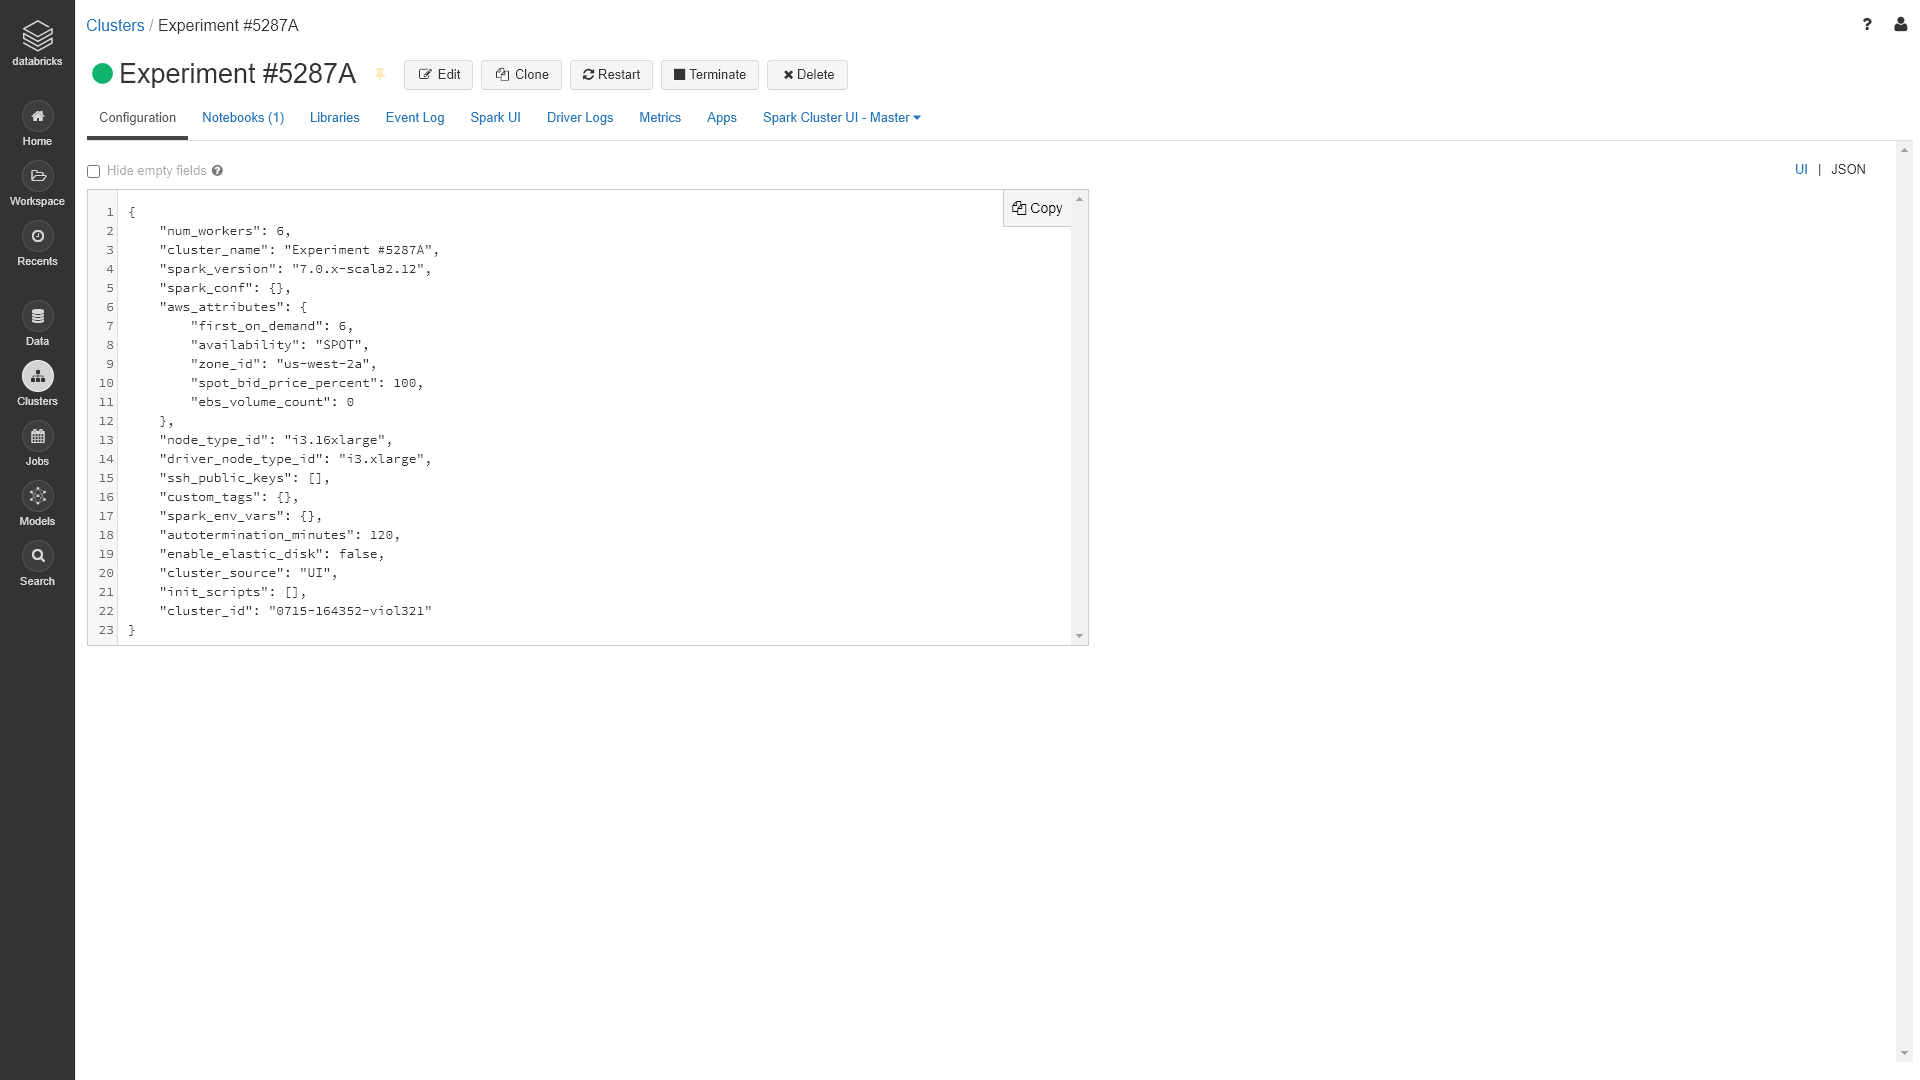 databricks
Home
Workspace
Recents
Data
Clusters
Jobs
Models
Search
Clusters / Experiment #5287A
?
Experiment #5287A
Edit
Clone
Restart
Terminate
Delete
Configuration
Notebooks (1)
Libraries
Event Log
Spark UI
Driver Logs
Metrics
Apps
Spark Cluster UI - Master
Hide empty fields ?
UI | JSON
Copy
1 {
2 "num_workers": 6,
3 "cluster_name": "Experiment #5287A",
4 "spark_version": "7.0.x-scala2.12",
5 "spark_conf": {},
6 "aws_attributes": {
7 "first_on_demand": 6,
8 "availability": "SPOT",
9 "zone_id": "us-west-2a",
10 "spot_bid_price_percent": 100,
11 "ebs_volume_count": 0
12 },
13 "node_type_id": "i3.16xlarge",
14 "driver_node_type_id": "i3.xlarge",
15 "ssh_public_keys": [],
16 "custom_tags": {},
17 "spark_env_vars": {},
18 "autotermination_minutes": 120,
19 "enable_elastic_disk": false,
20 "cluster_source": "UI",
21 "init_scripts": [],
22 "cluster_id": "0715-164352-viol321"
23 }